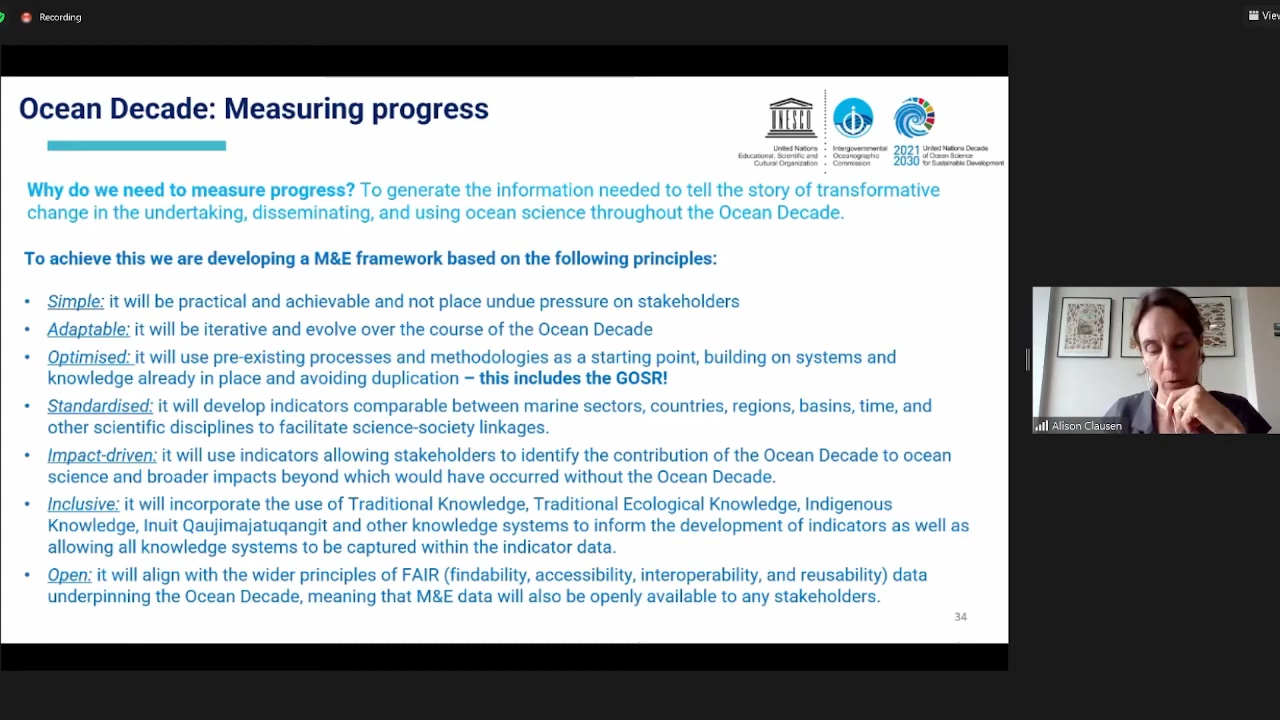 Recording
View
Ocean Decade: Measuring progress
UNESCO
United Nations
Educational, Scientific and
Cultural Organization
Intergovernmental
Oceanographic
Commission
2021
2030
United Nations Decade
of Ocean Science
for Sustainable Development
Why do we need to measure progress? To generate the information needed to tell the story of transformative
change in the undertaking, disseminating, and using ocean science throughout the Ocean Decade.
To achieve this we are developing a M&E framework based on the following principles:
• Simple: it will be practical and achievable and not place undue pressure on stakeholders
• Adaptable: it will be iterative and evolve over the course of the Ocean Decade
• Optimised: it will use pre-existing processes and methodologies as a starting point, building on systems and
knowledge already in place and avoiding duplication – this includes the GOSR!
• Standardised: it will develop indicators comparable between marine sectors, countries, regions, basins, time, and
other scientific disciplines to facilitate science-society linkages.
• Impact-driven: it will use indicators allowing stakeholders to identify the contribution of the Ocean Decade to ocean
science and broader impacts beyond which would have occurred without the Ocean Decade.
• Inclusive: it will incorporate the use of Traditional Knowledge, Traditional Ecological Knowledge, Indigenous
Knowledge, Inuit Qaujimajatuqangit and other knowledge systems to inform the development of indicators as well as
allowing all knowledge systems to be captured within the indicator data.
• Open: it will align with the wider principles of FAIR (findability, accessibility, interoperability, and reusability) data
underpinning the Ocean Decade, meaning that M&E data will also be openly available to any stakeholders.
34
Alison Clausen